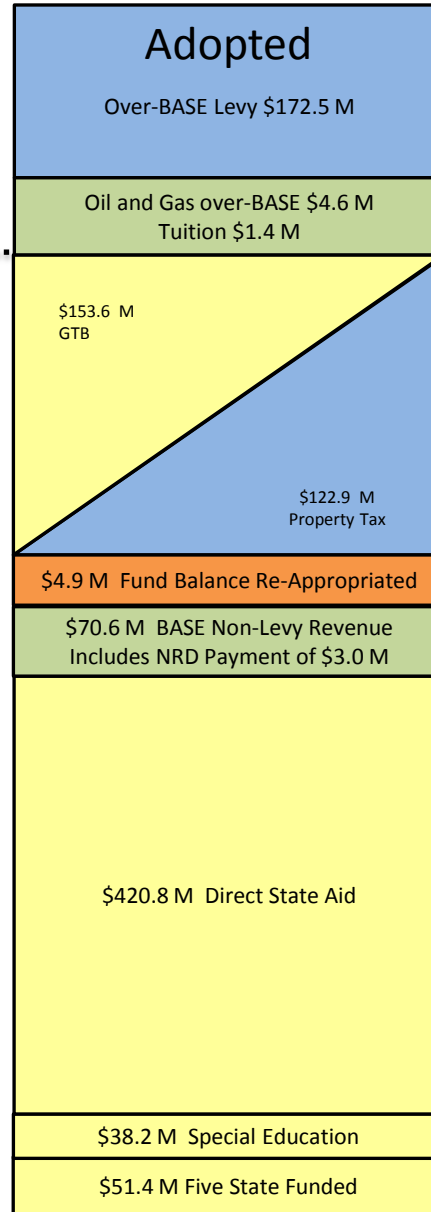 Adopted
Over-BASE Levy $172.5 M
Oil and Gas over-BASE $4.6 M
Tuition $1.4 M
$153.6 M
GTB
$122.9 M
Property Tax
$4.9 M Fund Balance Re-Appropriated
$70.6 M BASE Non-Levy Revenue
Includes NRD Payment of $3.0 M
$420.8 M Direct State Aid
$38.2 M Special Education
$51.4 M Five State Funded